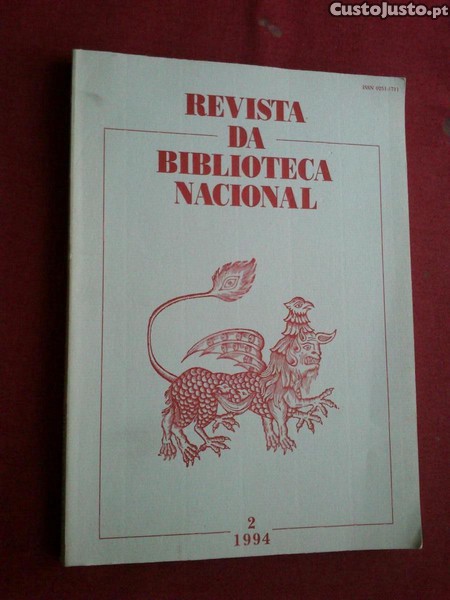 CustoJusto.pt
REVISTA
DA
BIBLIOTECA
NACIONAL
2
1994